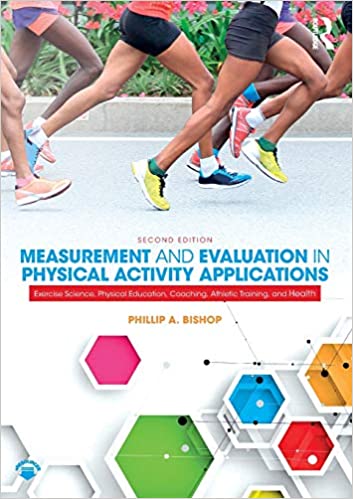 SECOND EDITION
MEASUREMENT AND EVALUATION IN
PHYSICAL ACTIVITY APPLICATIONS
Exercise Science, Physical Education, Coaching, Athletic Training, and Health
PHILLIP A. BISHOP